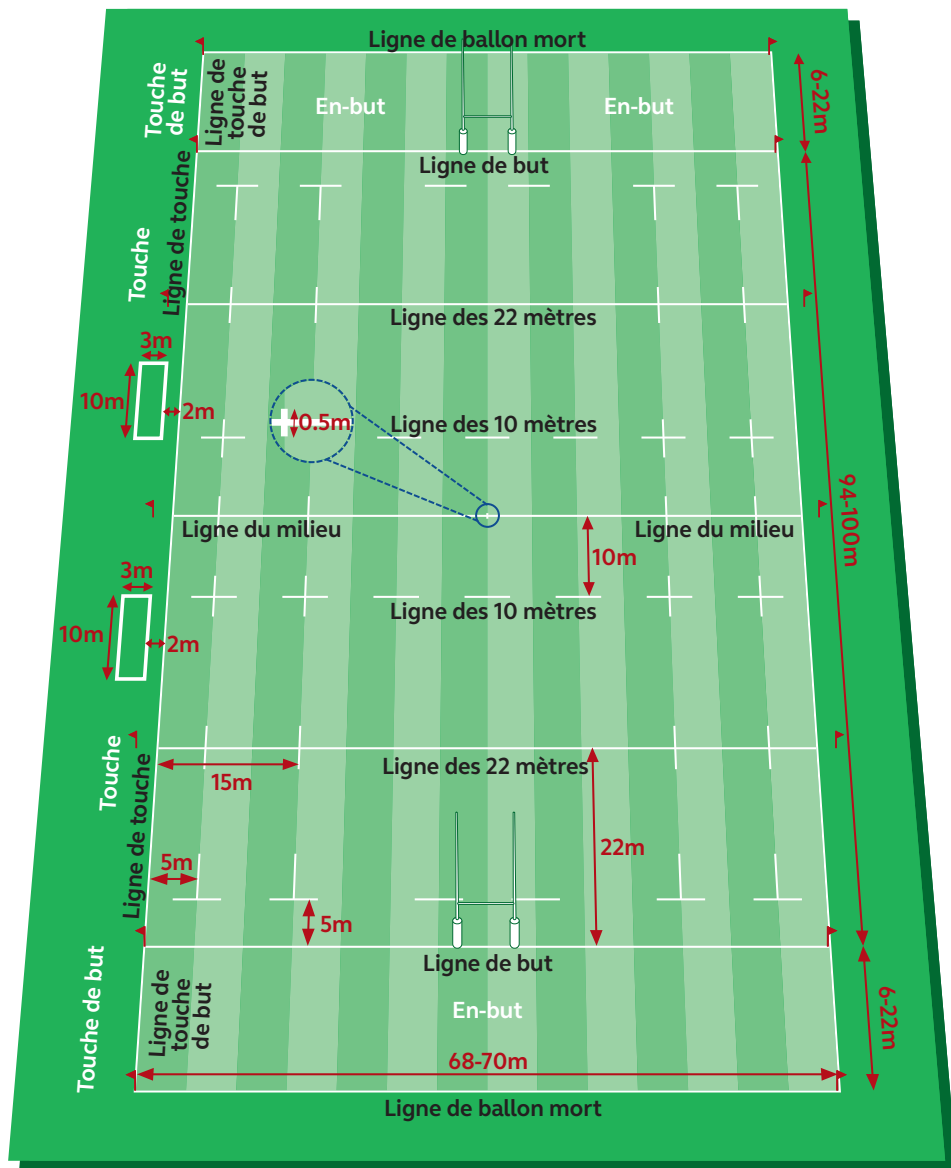 Ligne de ballon mort
Touche
de but
Ligne de
touche
de but
En-but
En-but
6-22m
Ligne de but
Touche
Ligne de touche
Ligne des 22 mètres
3m
10m
2m
0.5m
Ligne des 10 mètres
94-100m
Ligne du milieu
Ligne du milieu
10m
3m
10m
2m
Ligne des 10 mètres
Touche
Ligne de touche
15m
Ligne des 22 mètres
22m
5m
5m
Ligne de but
Touche de but
Ligne de
touche
de but
En-but
6-22m
68-70m
Ligne de ballon mort